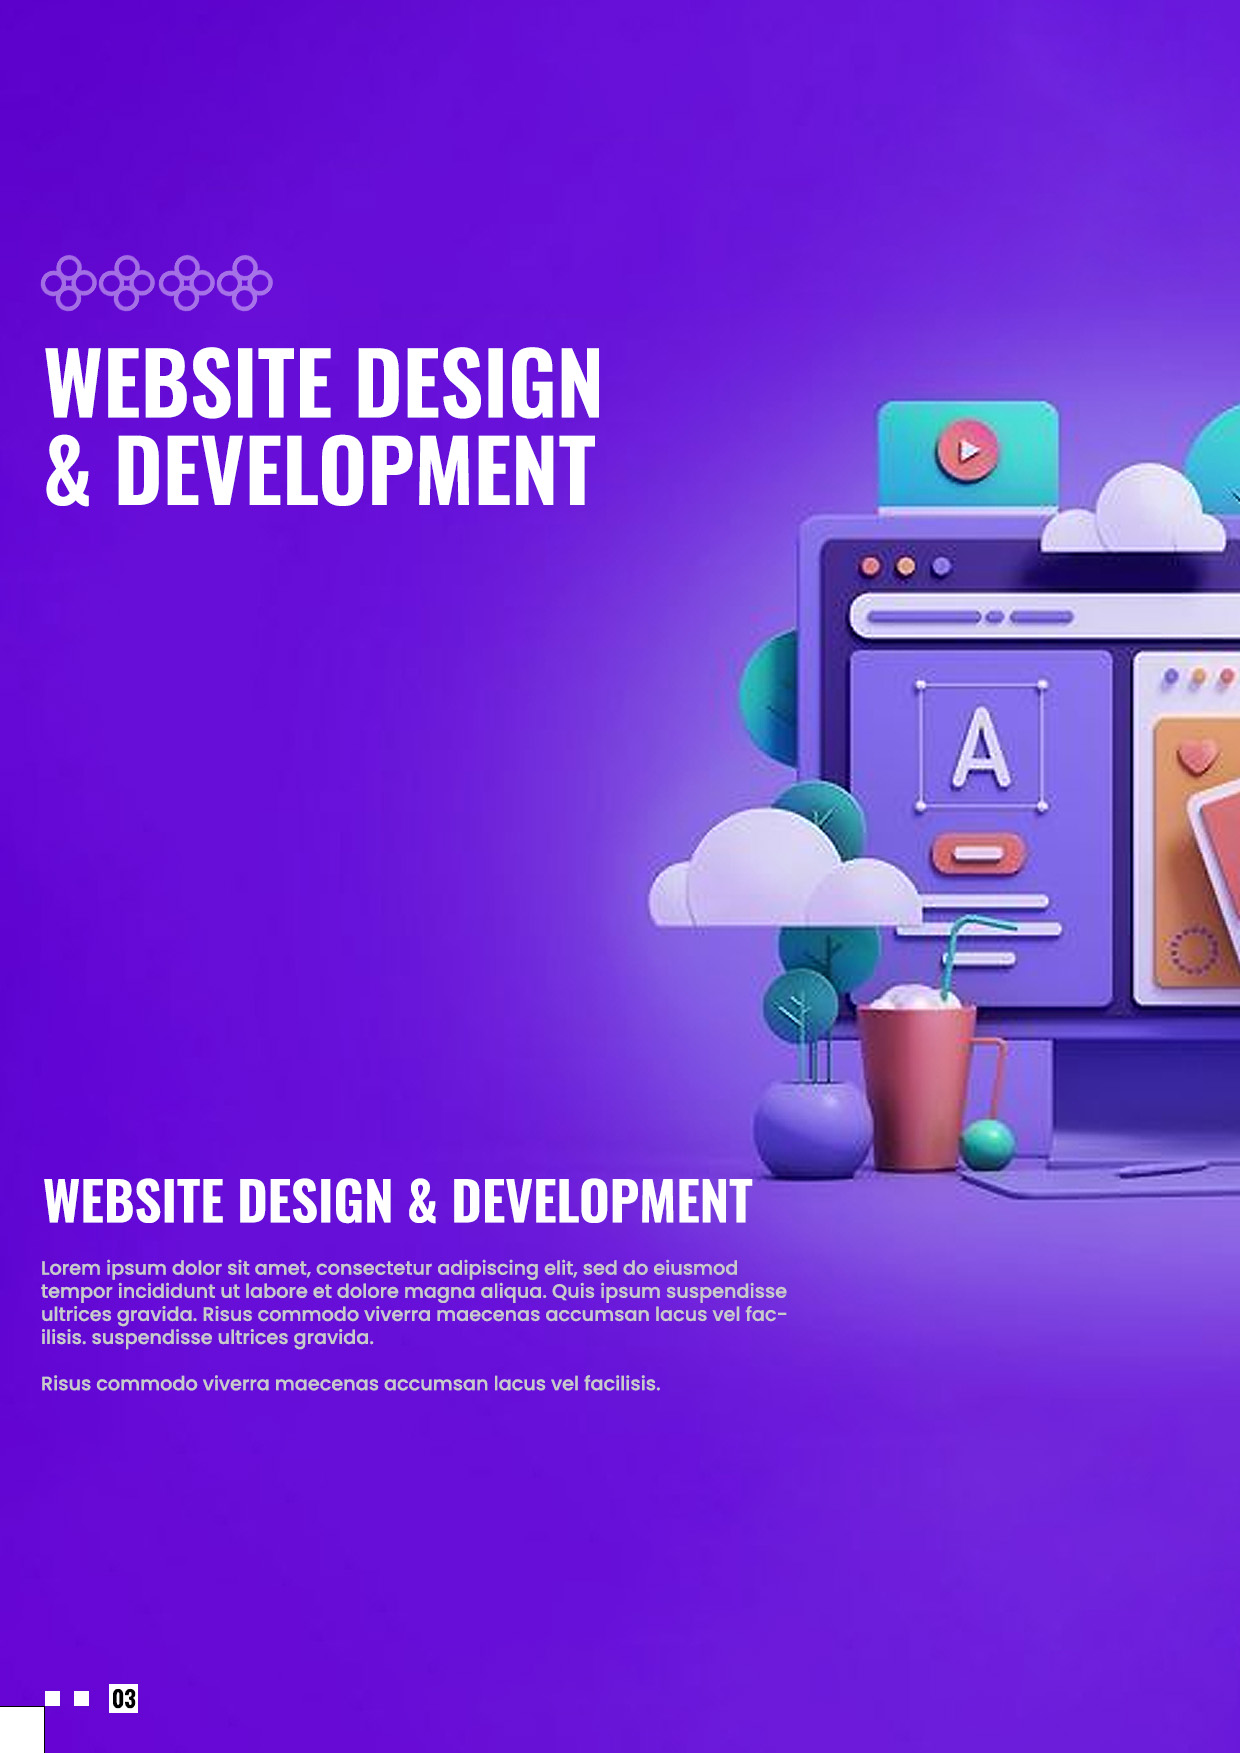 WEBSITE DESIGN
& DEVELOPMENT
A
WEBSITE DESIGN & DEVELOPMENT
Lorem ipsum dolor sit amet, consectetur adipiscing elit, sed do eiusmod
tempor incididunt ut labore et dolore magna aliqua. Quis ipsum suspendisse
ultrices gravida. Risus commodo viverra maecenas accumsan lacus vel fac-
ilisis. suspendisse ultrices gravida.
Risus commodo viverra maecenas accumsan lacus vel facilisis.
03